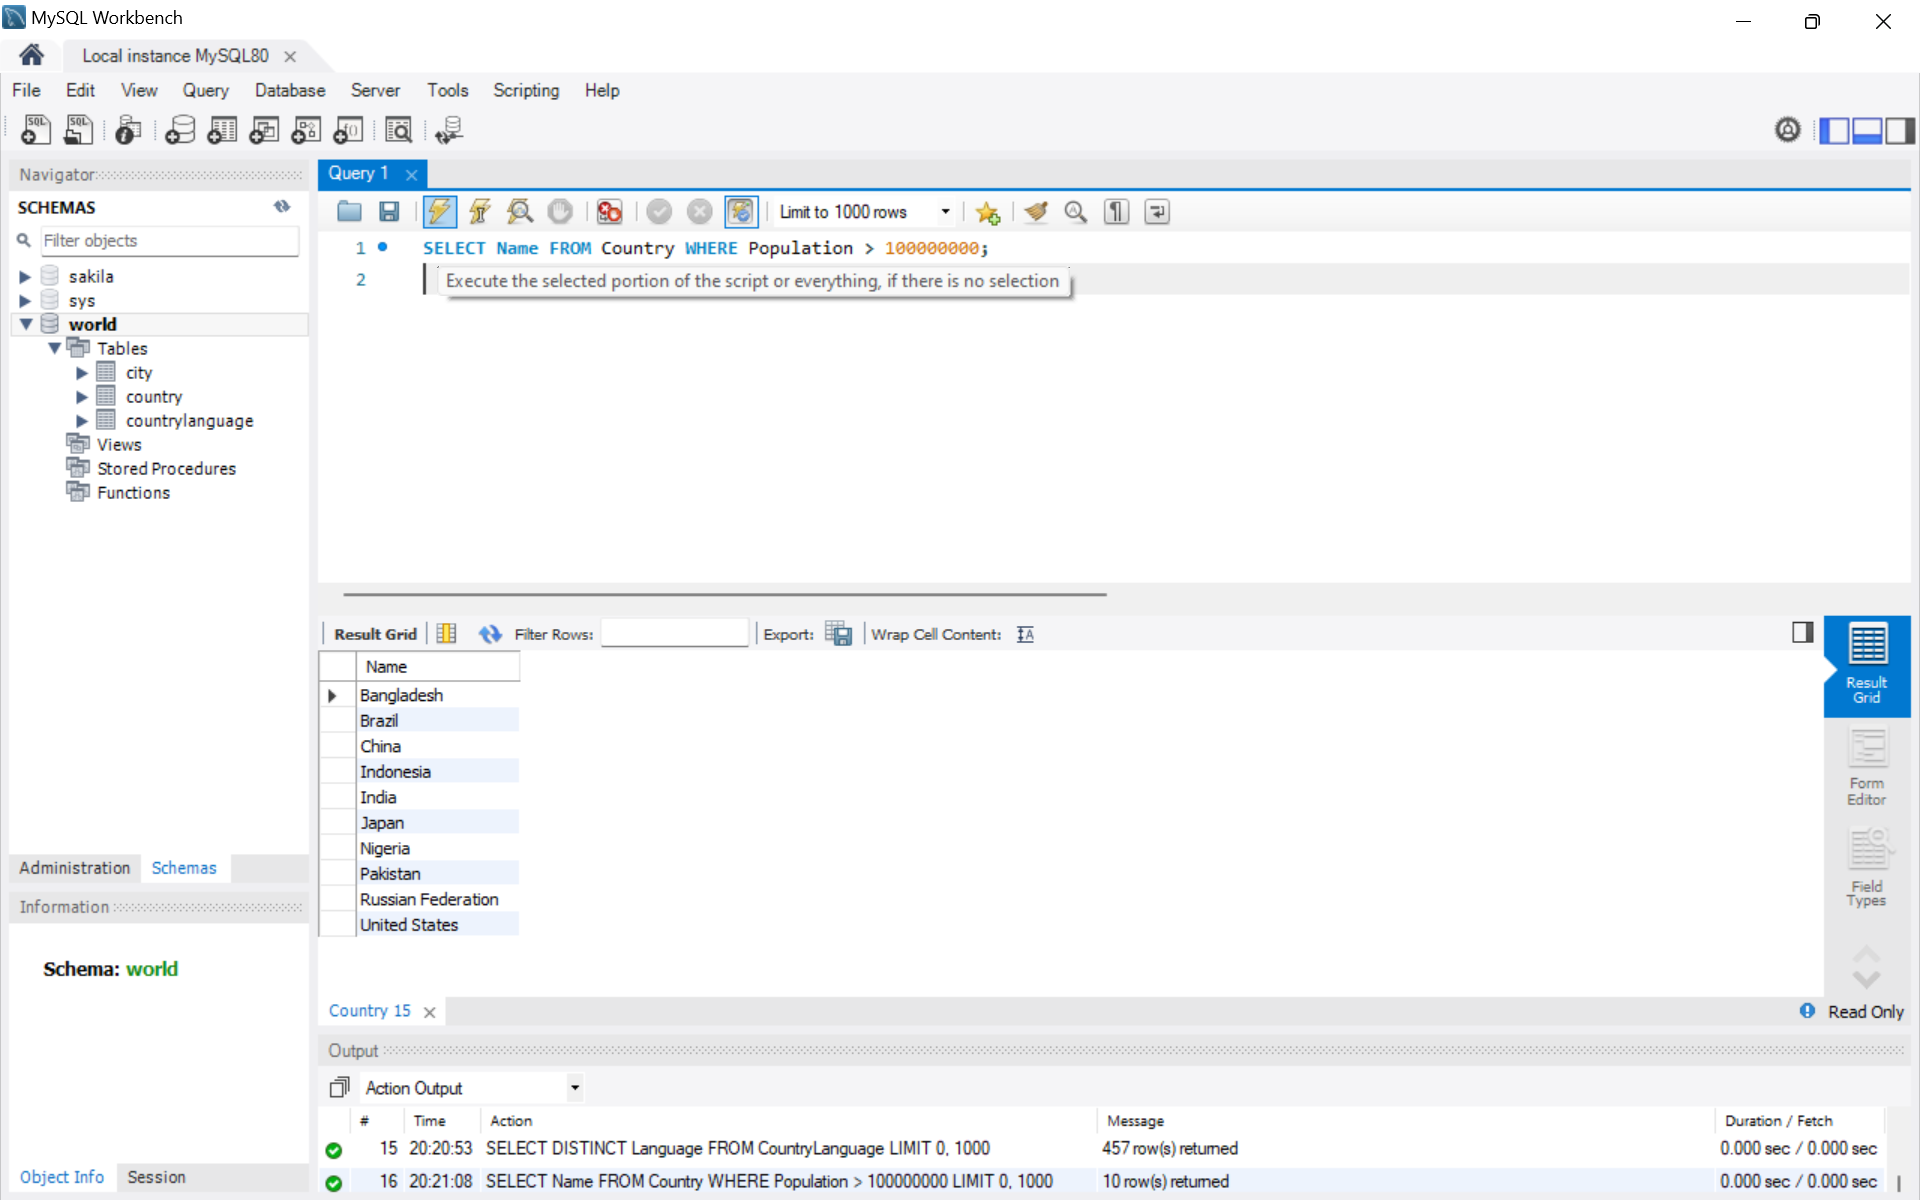 MySQL Workbench
Local instance MySQL80
File Edit View Query Database Server Tools Scripting Help
Navigator
SCHEMAS
Filter objects
sakila
sys
world
Tables
city
country
countrylanguage
Views
Stored Procedures
Functions
Administration Schemas
Information
Schema: world
Object Info Session
Query 1
Limit to 1000 rows
1 SELECT Name FROM Country WHERE Population > 100000000;
2
Execute the selected portion of the script or everything, if there is no selection
Result Grid Filter Rows: Export: Wrap Cell Content:
Name
Bangladesh
Brazil
China
Indonesia
India
Japan
Nigeria
Pakistan
Russian Federation
United States
Result
Grid
Form
Editor
Field
Types
Country 15
Read Only
Output
Action Output
# Time Action Message Duration / Fetch
15 20:20:53 SELECT DISTINCT Language FROM CountryLanguage LIMIT 0, 1000 457 row(s) returned 0.000 sec / 0.000 sec
16 20:21:08 SELECT Name FROM Country WHERE Population > 100000000 LIMIT 0, 1000 10 row(s) returned 0.000 sec / 0.000 sec